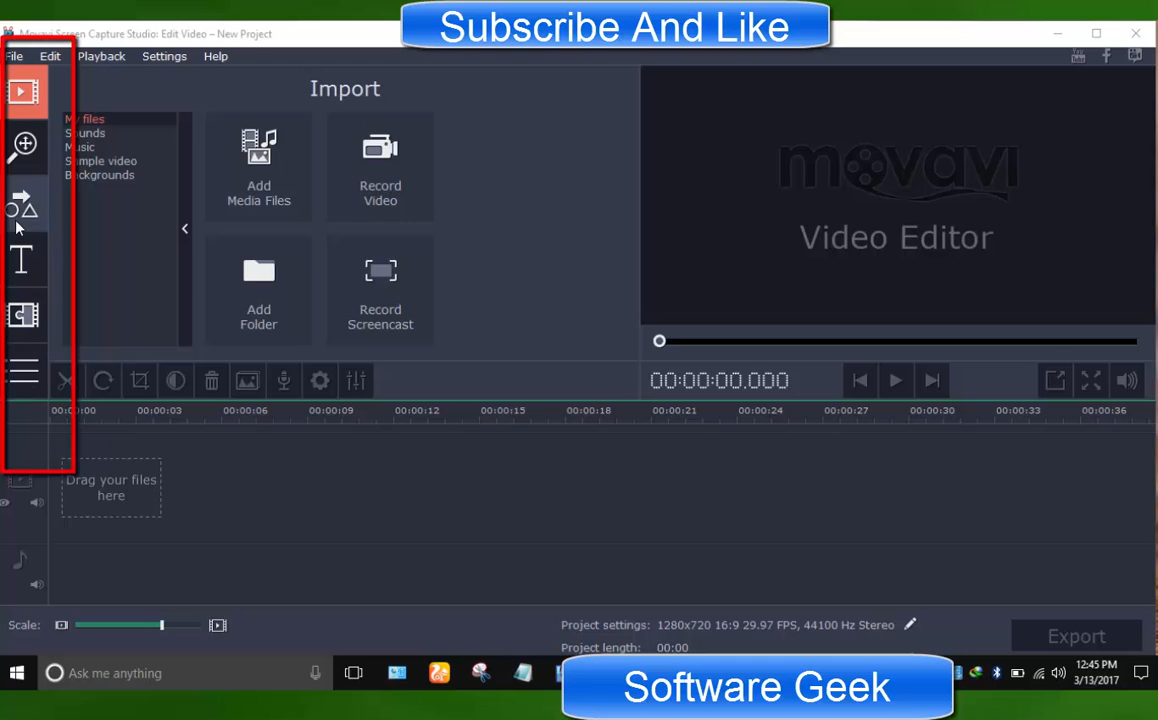 Subscribe And Like
Movavi Screen Capture Studio: Edit Video – New Project
File Edit Playback Settings Help
You
Import
My files
Sounds
Music
Sample video
Backgrounds
Add
Media Files
Record
Video
Add
Folder
Record
Screencast
movavi
Video Editor
00:00:00.000
00:00:00 00:00:03 00:00:06 00:00:09 00:00:12 00:00:15 00:00:18 00:00:21 00:00:24 00:00:27 00:00:30 00:00:33 00:00:36
Drag your files
here
Scale:
Project settings: 1280x720 16:9 29.97 FPS, 44100 Hz Stereo
Project length: 00:00
Export
Ask me anything
12:45 PM
3/13/2017
Software Geek